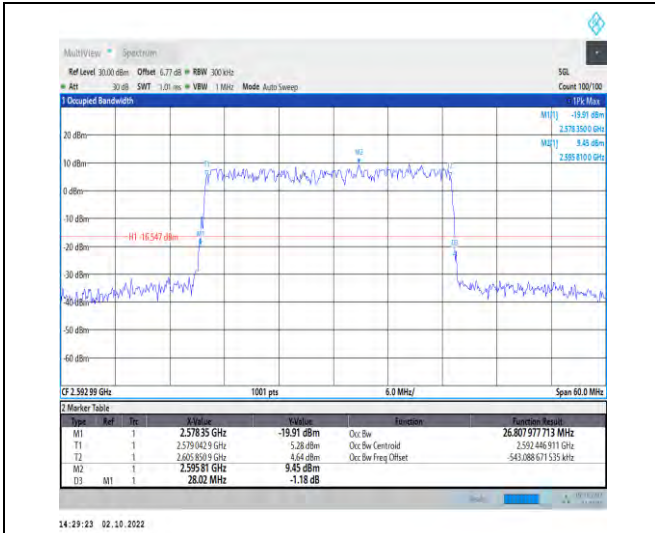 MultiView Spectrum
Ref Level 30.00 dBm Offset 6.77 dB RBW 300 kHz SGL
Att 30 dB SWT 1.01 ms VBW 1 MHz Mode Auto Sweep Count 100/100
1 Occupied Bandwidth 1Pk Max
M1[1] -19.91 dBm
2.578 350 0 GHz
M2[1] 9.45 dBm
2.595 810 0 GHz
20 dBm
M2
10 dBm
T1
0 dBm
-10 dBm
H1 -16.547 dBm
M1
-20 dBm
D3
-30 dBm
-40 dBm
-50 dBm
-60 dBm
CF 2.592 99 GHz 1001 pts 6.0 MHz/ Span 60.0 MHz
2 Marker Table
Type Ref Trc X-Value Y-Value Function Function Result
M1 1 2.578 35 GHz -19.91 dBm Occ Bw 26.807 977 713 MHz
T1 1 2.579 042 9 GHz 5.28 dBm Occ Bw Centroid 2.592 446 911 GHz
T2 1 2.605 850 9 GHz 4.64 dBm Occ Bw Freq Offset -543.088 671 535 kHz
M2 1 2.595 81 GHz 9.45 dBm
D3 M1 1 28.02 MHz -1.18 dB
14:29:23 02.10.2022